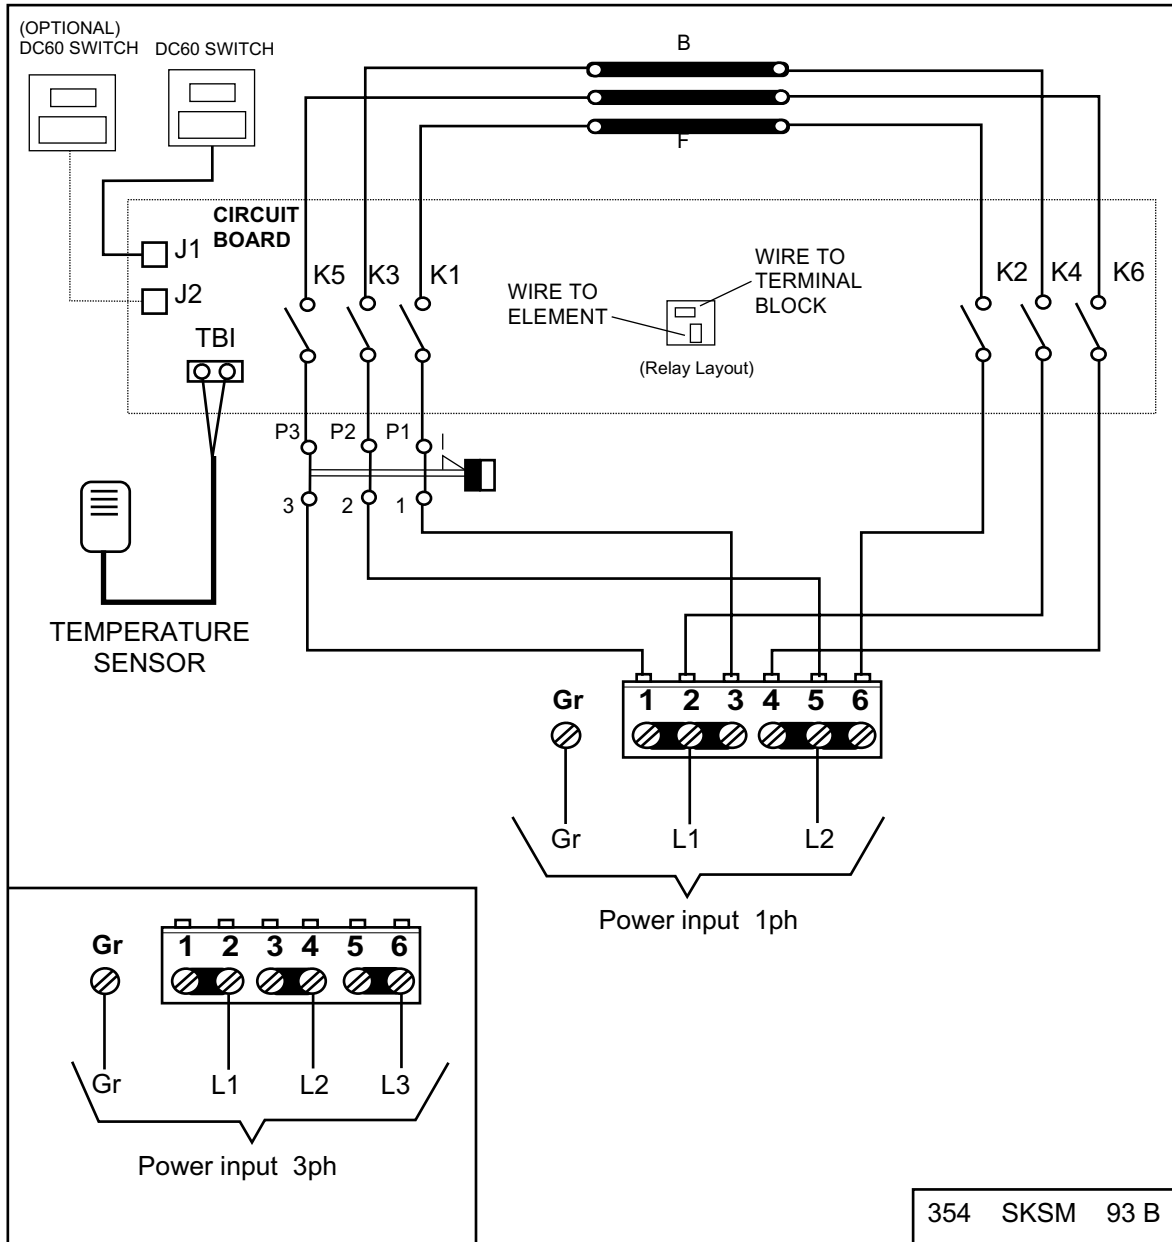 (OPTIONAL)
DC60 SWITCH
DC60 SWITCH
B
F
CIRCUIT
BOARD
J1
J2
K5
K3
K1
WIRE TO
ELEMENT
WIRE TO
TERMINAL
BLOCK
(Relay Layout)
K2
K4
K6
TBI
P3
P2
P1
3
2
1
TEMPERATURE
SENSOR
Gr
1 2 3 4 5 6
Gr
L1
L2
Power input 1ph
Gr
1 2 3 4 5 6
Gr
L1
L2
L3
Power input 3ph
354 SKSM 93 B